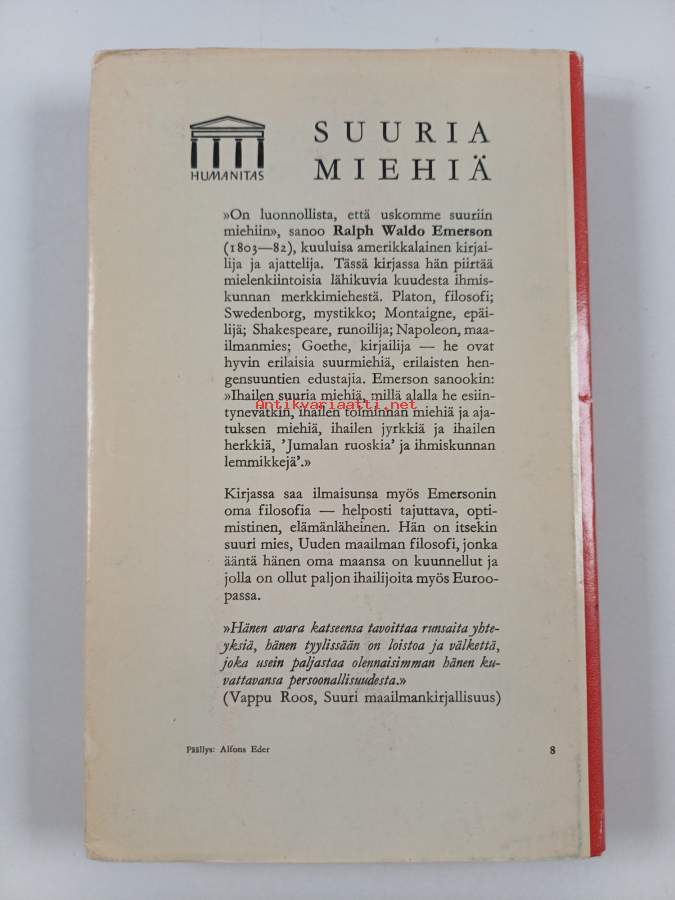 HUMANITAS
SUURIA
MIEHIÄ
»On luonnollista, että uskomme suuriin
miehiin», sanoo Ralph Waldo Emerson
(1803—82), kuuluisa amerikkalainen kirjai-
lija ja ajattelija. Tässä kirjassa hän piirtää
mielenkiintoisia lähikuvia kuudesta ihmis-
kunnan merkkimiehestä. Platon, filosofi;
Swedenborg, mystikko; Montaigne, epäi-
lijä; Shakespeare, runoilija; Napoleon, maa-
ilmanmies; Goethe, kirjailija — he ovat
hyvin erilaisia suurmiehiä, erilaisten hen-
gensuuntien edustajia. Emerson sanookin:
»Ihailen suuria miehiä, millä alalla he esiin-
Antikvariaatti.net
tynevätkin, ihailen toiminnan miehiä ja aja-
tuksen miehiä, ihailen jyrkkiä ja ihailen
herkkiä, 'Jumalan ruoskia' ja ihmiskunnan
lemmikkejä'.»
Kirjassa saa ilmaisunsa myös Emersonin
oma filosofia — helposti tajuttava, opti-
mistinen, elämänläheinen. Hän on itsekin
suuri mies, Uuden maailman filosofi, jonka
ääntä hänen oma maansa on kuunnellut ja
jolla on ollut paljon ihailijoita myös Euroo-
passa.
»Hänen avara katseensa tavoittaa runsaita yhte-
yksiä, hänen tyylissään on loistoa ja välkettä,
joka usein paljastaa olennaisimman hänen ku-
vattavansa persoonallisuudesta.»
(Vappu Roos, Suuri maailmankirjallisuus)
Päällys: Alfons Eder
8